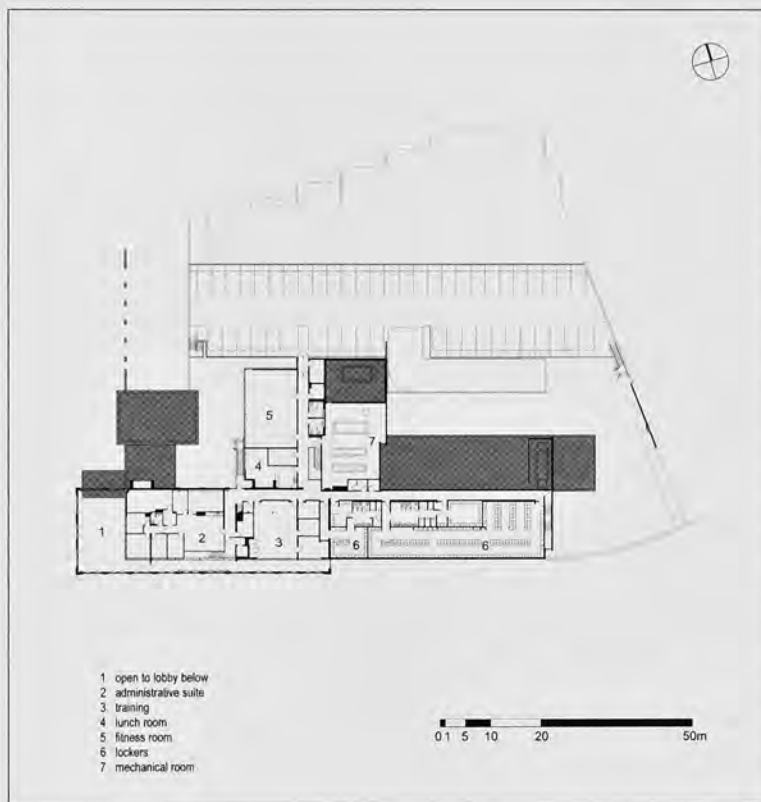 5
7
4
1
2
3
6
6
1 open to lobby below
2 administrative suite
3 training
4 lunch room
5 fitness room
6 lockers
7 mechanical room
0 1 5 10 20 50m